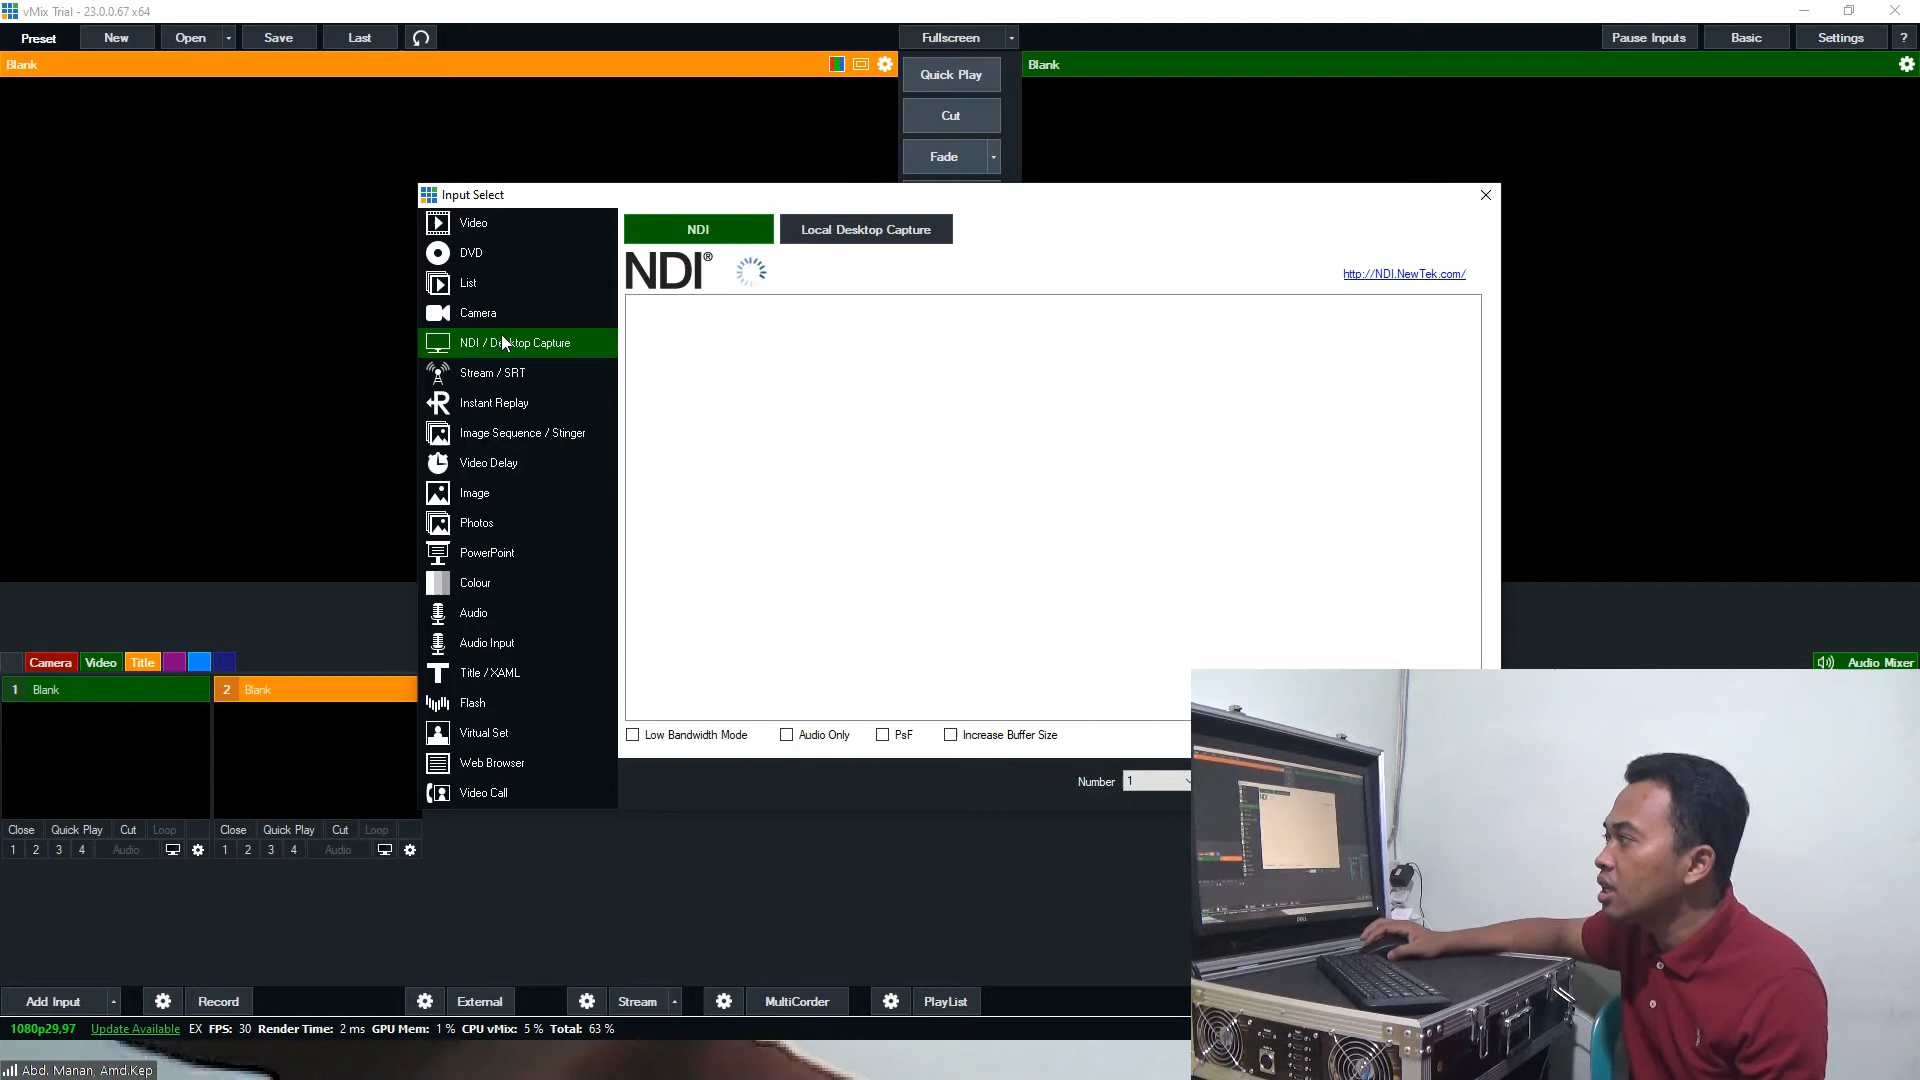 vMix Trial - 23.0.0.67 x64
Preset
New
Open
Save
Last
Fullscreen
Pause Inputs
Basic
Settings
?
Blank
Quick Play
Cut
Fade
Blank
Input Select
Video
DVD
List
Camera
NDI / Desktop Capture
Stream / SRT
Instant Replay
Image Sequence / Stinger
Video Delay
Image
Photos
PowerPoint
Colour
Audio
Audio Input
Title / XAML
Flash
Virtual Set
Web Browser
Video Call
NDI
Local Desktop Capture
NDI®
http://NDI.NewTek.com/
Low Bandwidth Mode
Audio Only
PsF
Increase Buffer Size
Number
1
Camera
Video
Title
Audio Mixer
1 Blank
2 Blank
Close Quick Play Cut Loop
Close Quick Play Cut Loop
1 2 3 4 Audio
1 2 3 4 Audio
Add Input
Record
External
Stream
MultiCorder
PlayList
1080p29,97 Update Available EX FPS: 30 Render Time: 2 ms GPU Mem: 1 % CPU vMix: 5 % Total: 63 %
Abd. Manan, Amd.Kep